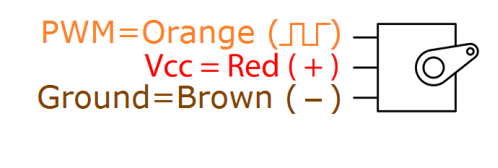 PWM=Orange (⎍⎍)
Vcc = Red ( + )
Ground=Brown ( − )